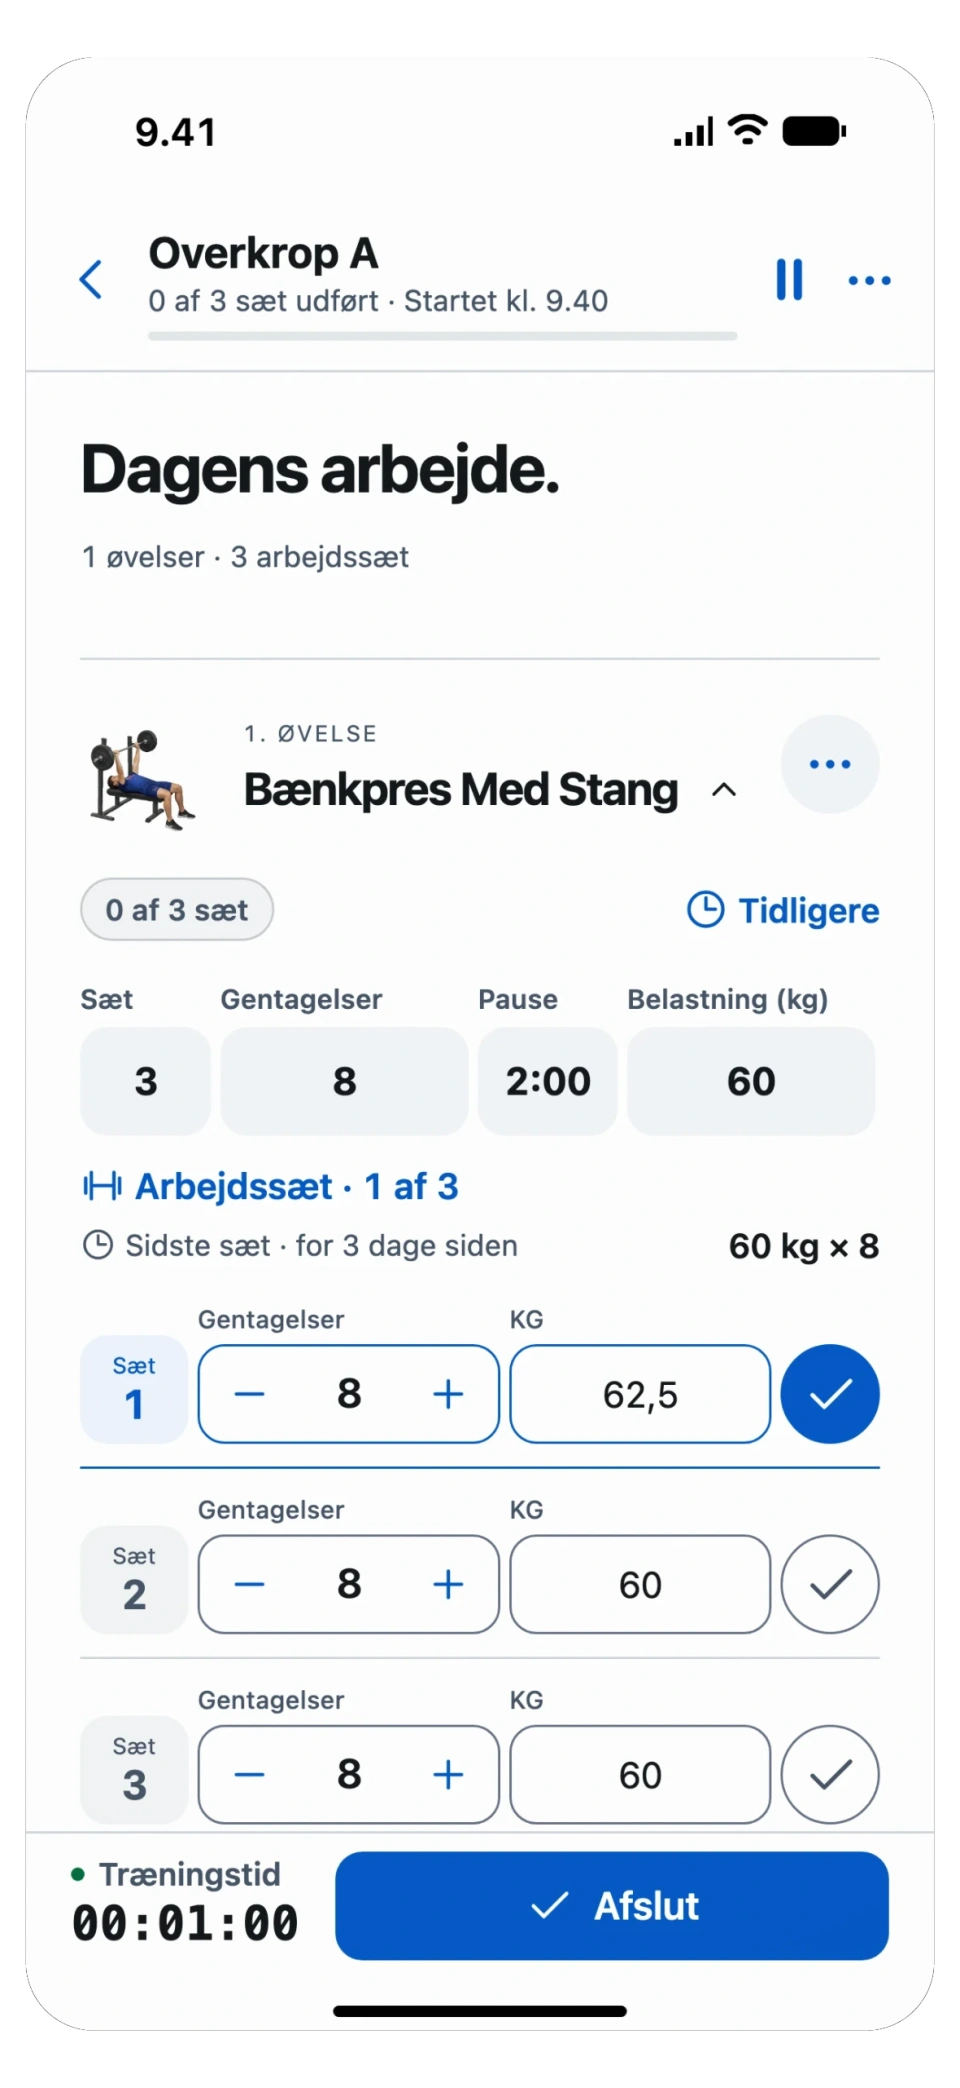 9.41
Overkrop A
0 af 3 sæt udført · Startet kl. 9.40
Dagens arbejde.
1 øvelser · 3 arbejdssæt
1. ØVELSE
Bænkpres Med Stang
0 af 3 sæt
Tidligere
Sæt Gentagelser Pause Belastning (kg)
3 8 2:00 60
Arbejdssæt · 1 af 3
Sidste sæt · for 3 dage siden 60 kg × 8
Gentagelser KG
Sæt
1 − 8 + 62,5
Gentagelser KG
Sæt
2 − 8 + 60
Gentagelser KG
Sæt
3 − 8 + 60
Træningstid
00:01:00
Afslut